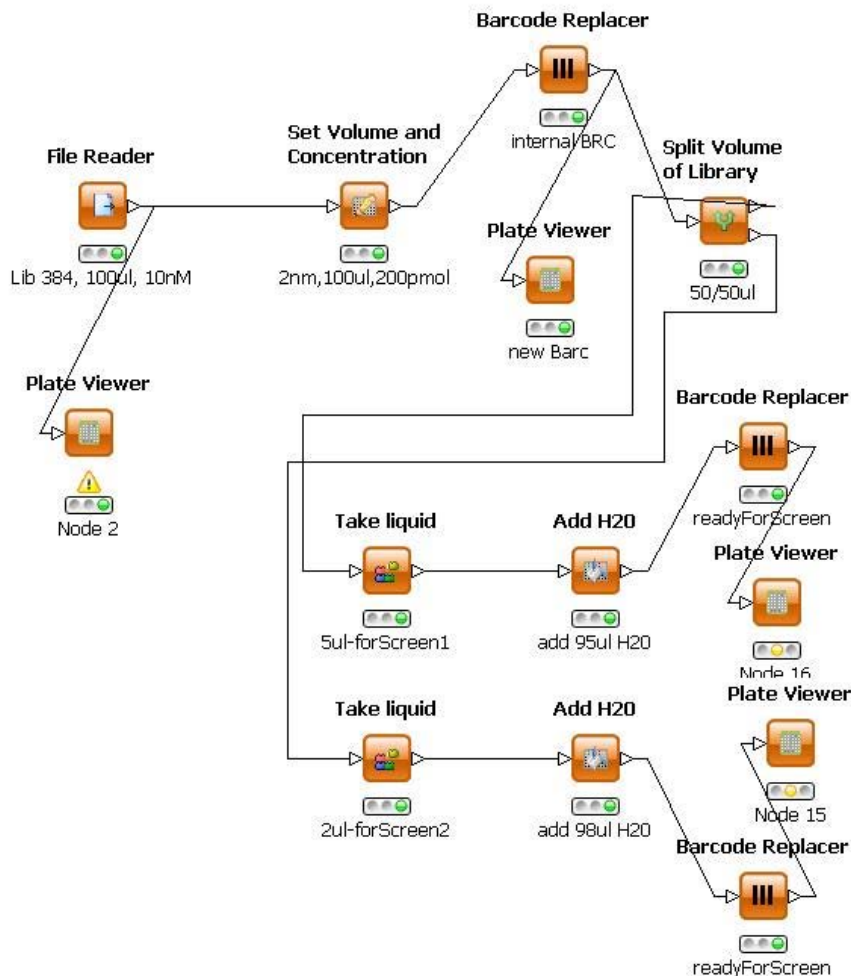 Barcode Replacer
internal BRC
Set Volume and
Concentration
2nm,100ul,200pmol
File Reader
Lib 384, 100ul, 10nM
Split Volume
of Library
50/50ul
Plate Viewer
new Barc
Plate Viewer
Node 2
Barcode Replacer
readyForScreen
Take liquid
5ul-forScreen1
Add H20
add 95ul H20
Plate Viewer
Node 16
Take liquid
2ul-forScreen2
Add H20
add 98ul H20
Plate Viewer
Node 15
Barcode Replacer
readyForScreen